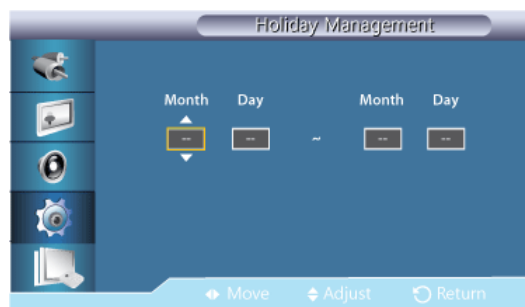 Holiday Management
Month Day Month Day
-- -- ~ -- --
Move Adjust Return